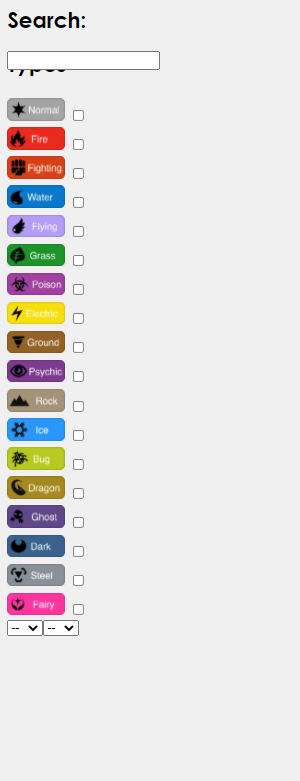 Search:
Types
Normal
Fire
Fighting
Water
Flying
Grass
Poison
Electric
Ground
Psychic
Rock
Ice
Bug
Dragon
Ghost
Dark
Steel
Fairy
-- --